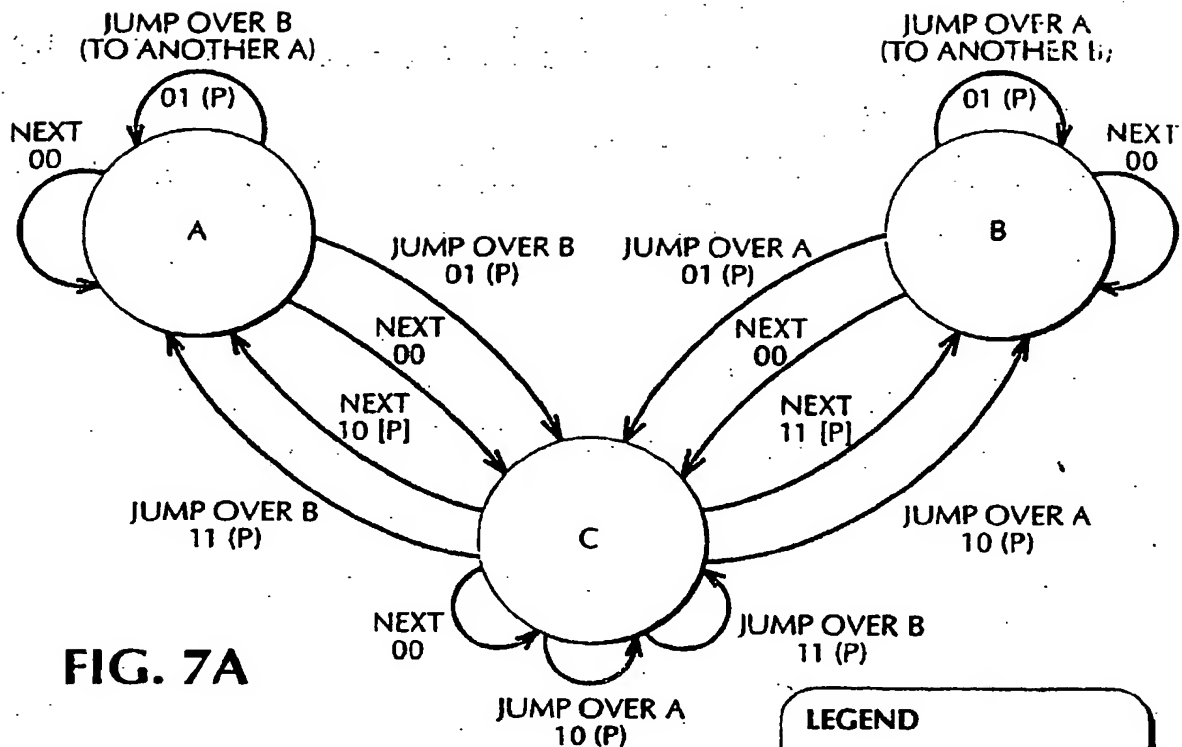 JUMP OVER B
(TO ANOTHER A)
01 (P)
NEXT
00
A
JUMP OVER A
(TO ANOTHER
01 (P)
NEXT
00
B
JUMP OVER B
01 (P)
JUMP OVER A
01 (P)
NEXT
00
NEXT
00
NEXT
10 [P]
NEXT
11 [P]
JUMP OVER B
11 (P)
JUMP OVER A
10 (P)
C
NEXT
00
JUMP OVER B
11 (P)
JUMP OVER A
10 (P)
FIG. 7A
LEGEND